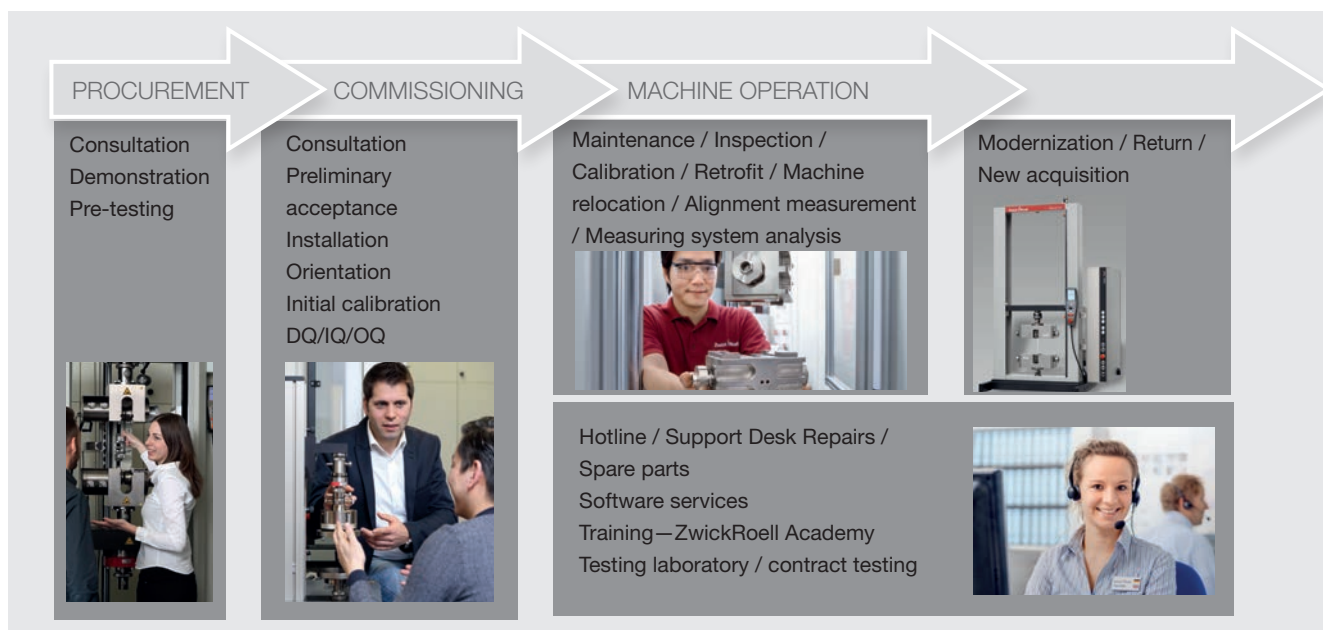 PROCUREMENT
COMMISSIONING
MACHINE OPERATION
Consultation
Demonstration
Pre-testing
Consultation
Preliminary
acceptance
Installation
Orientation
Initial calibration
DQ/IQ/OQ
Maintenance / Inspection /
Calibration / Retrofit / Machine
relocation / Alignment measurement
/ Measuring system analysis
Modernization / Return /
New acquisition
Hotline / Support Desk Repairs /
Spare parts
Software services
Training—ZwickRoell Academy
Testing laboratory / contract testing